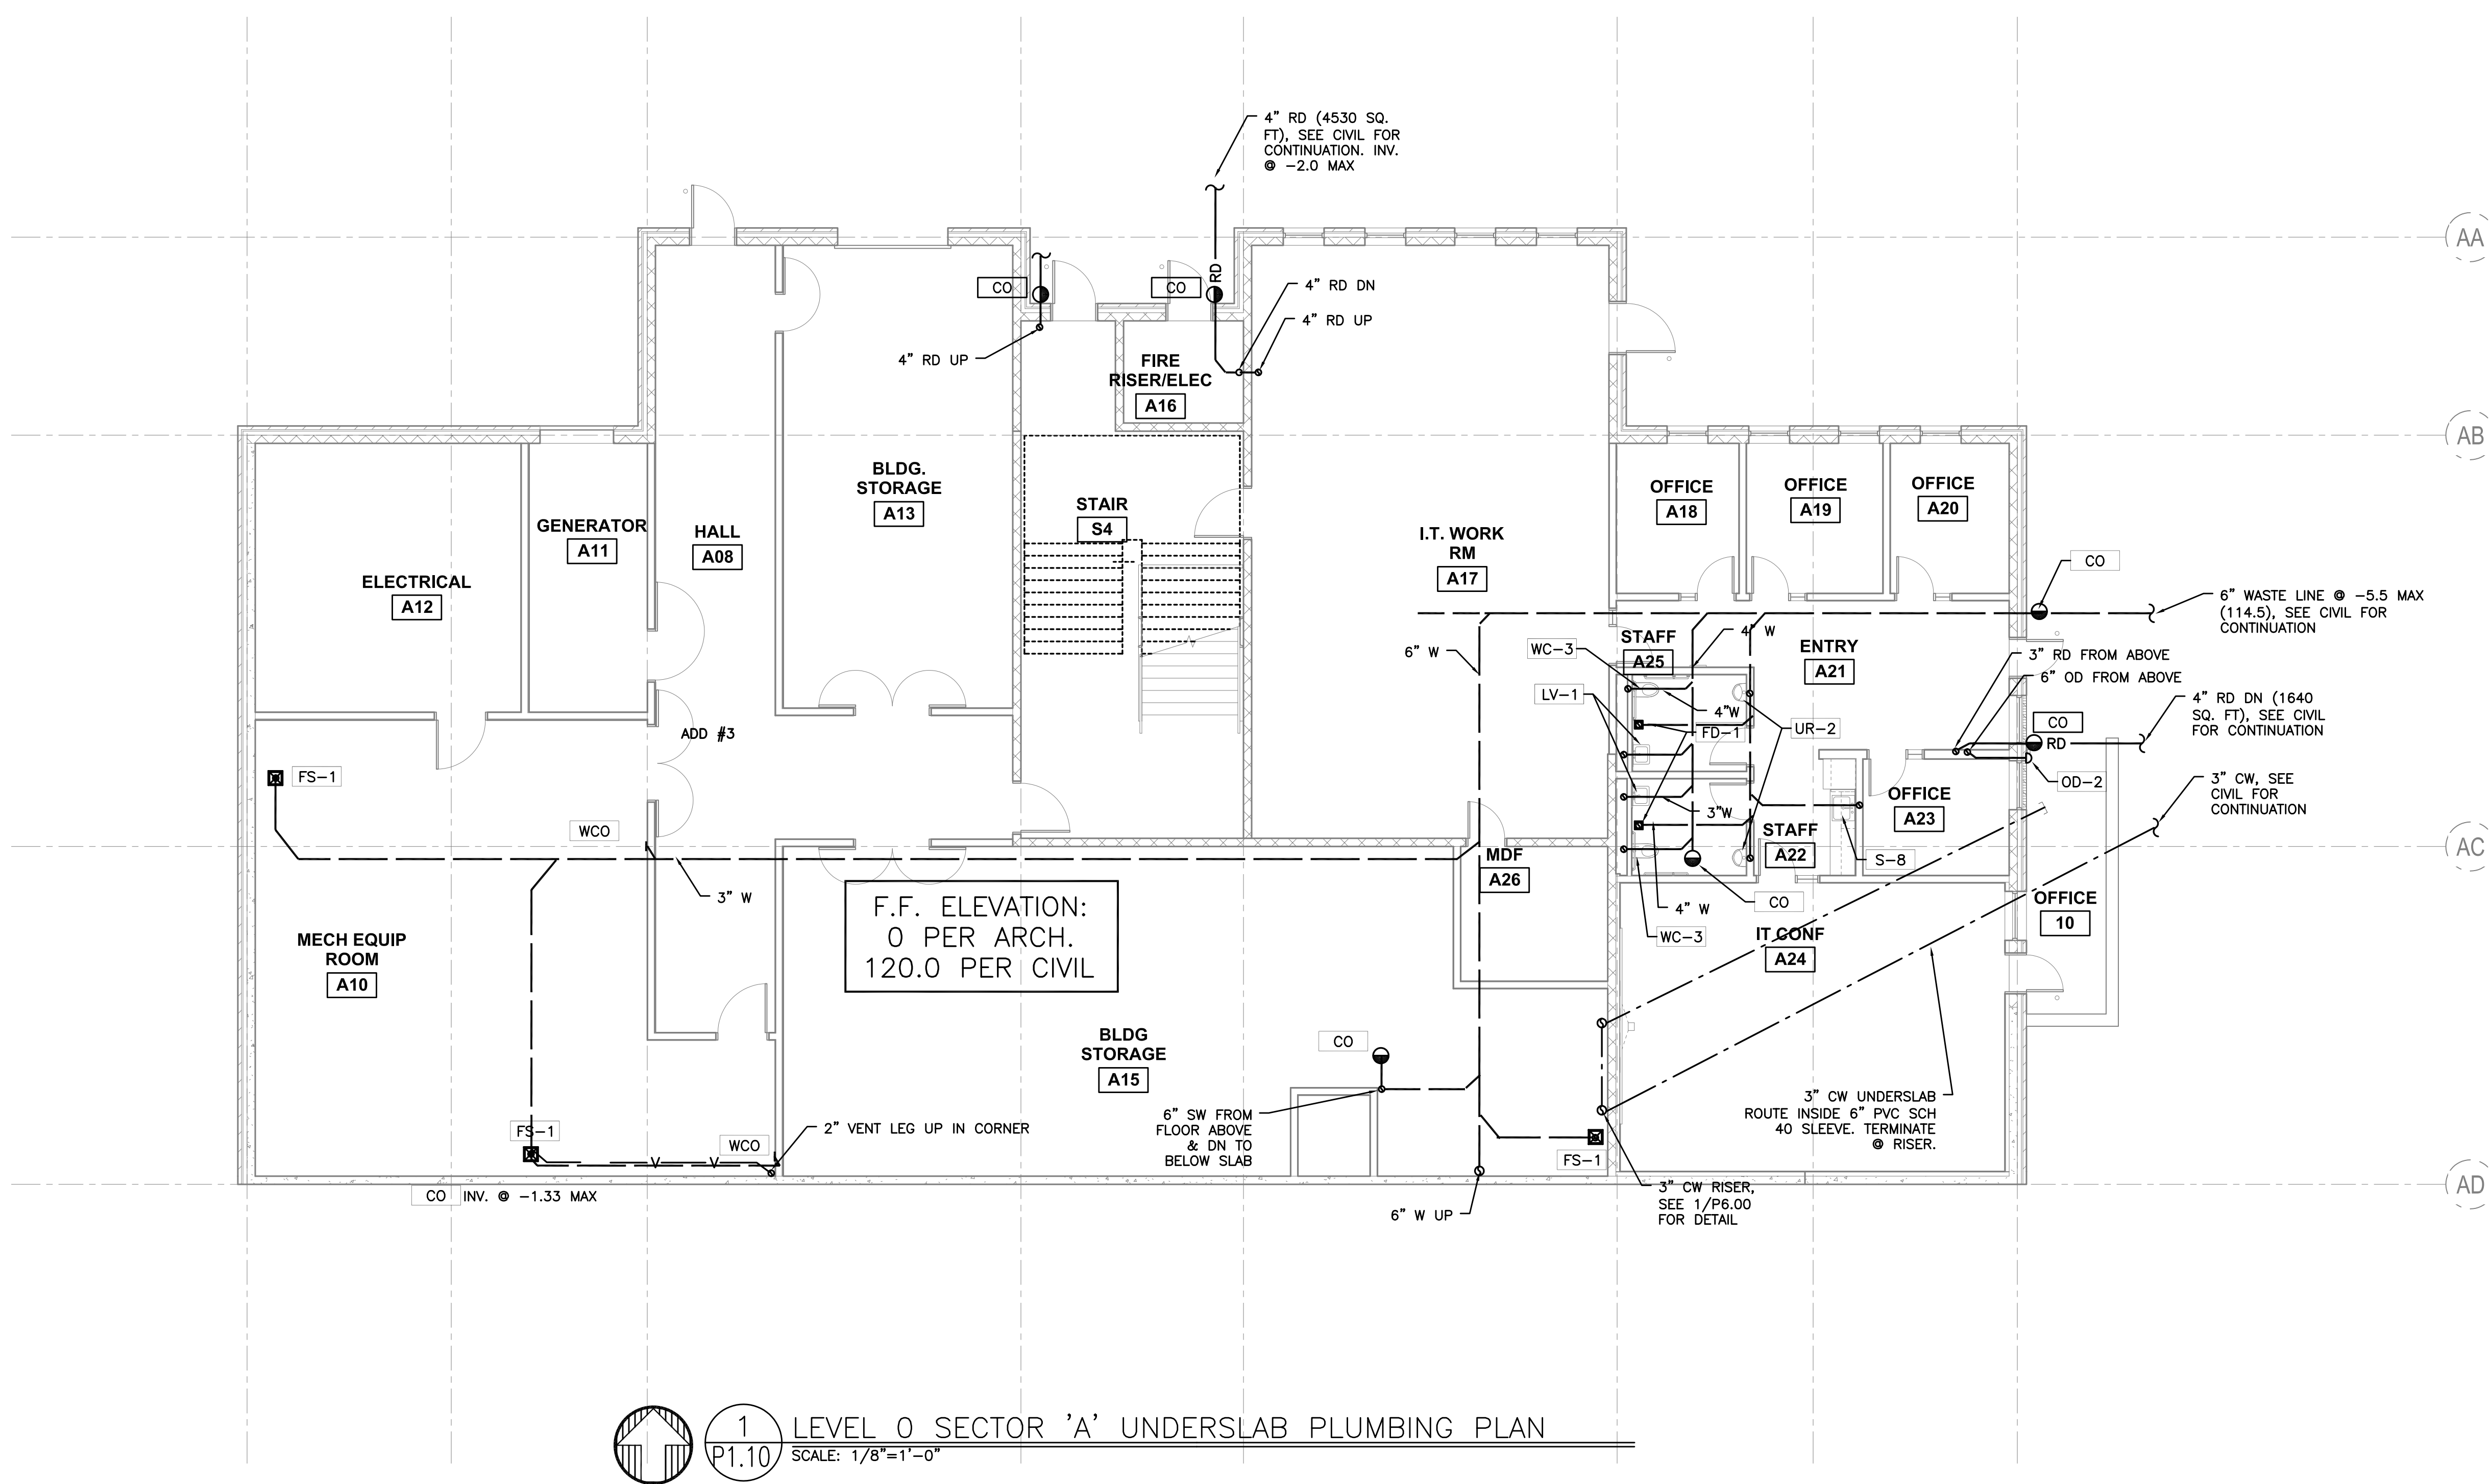 4" RD (4530 SQ.
FT), SEE CIVIL FOR
CONTINUATION. INV.
@ -2.0 MAX
AA
CO
CO
RD
4" RD DN
4" RD UP
4" RD UP
FIRE
RISER/ELEC
A16
AB
BLDG.
STORAGE
A13
STAIR
S4
GENERATOR
A11
HALL
A08
ELECTRICAL
A12
I.T. WORK
RM
A17
OFFICE
A18
OFFICE
A19
OFFICE
A20
CO
6" WASTE LINE @ -5.5 MAX
(114.5), SEE CIVIL FOR
CONTINUATION
6" W
WC-3
STAFF
A25
4" W
ENTRY
A21
3" RD FROM ABOVE
6" OD FROM ABOVE
LV-1
4"W
FD-1
UR-2
4" RD DN (1640
SQ. FT), SEE CIVIL
FOR CONTINUATION
CO
RD
OD-2
ADD #3
FS-1
WCO
3" W
3"W
STAFF
A22
OFFICE
A23
S-8
3" CW, SEE
CIVIL FOR
CONTINUATION
AC
MDF
A26
4" W
CO
WC-3
OFFICE
10
IT CONF
A24
F.F. ELEVATION:
0 PER ARCH.
120.0 PER CIVIL
MECH EQUIP
ROOM
A10
BLDG
STORAGE
A15
CO
3" CW UNDERSLAB
ROUTE INSIDE 6" PVC SCH
40 SLEEVE. TERMINATE
@ RISER.
6" SW FROM
FLOOR ABOVE
& DN TO
BELOW SLAB
FS-1
WCO
V
V
2" VENT LEG UP IN CORNER
FS-1
CO INV. @ -1.33 MAX
6" W UP
3" CW RISER,
SEE 1/P6.00
FOR DETAIL
AD
1
P1.10
LEVEL 0 SECTOR 'A' UNDERSLAB PLUMBING PLAN
SCALE: 1/8"=1'-0"